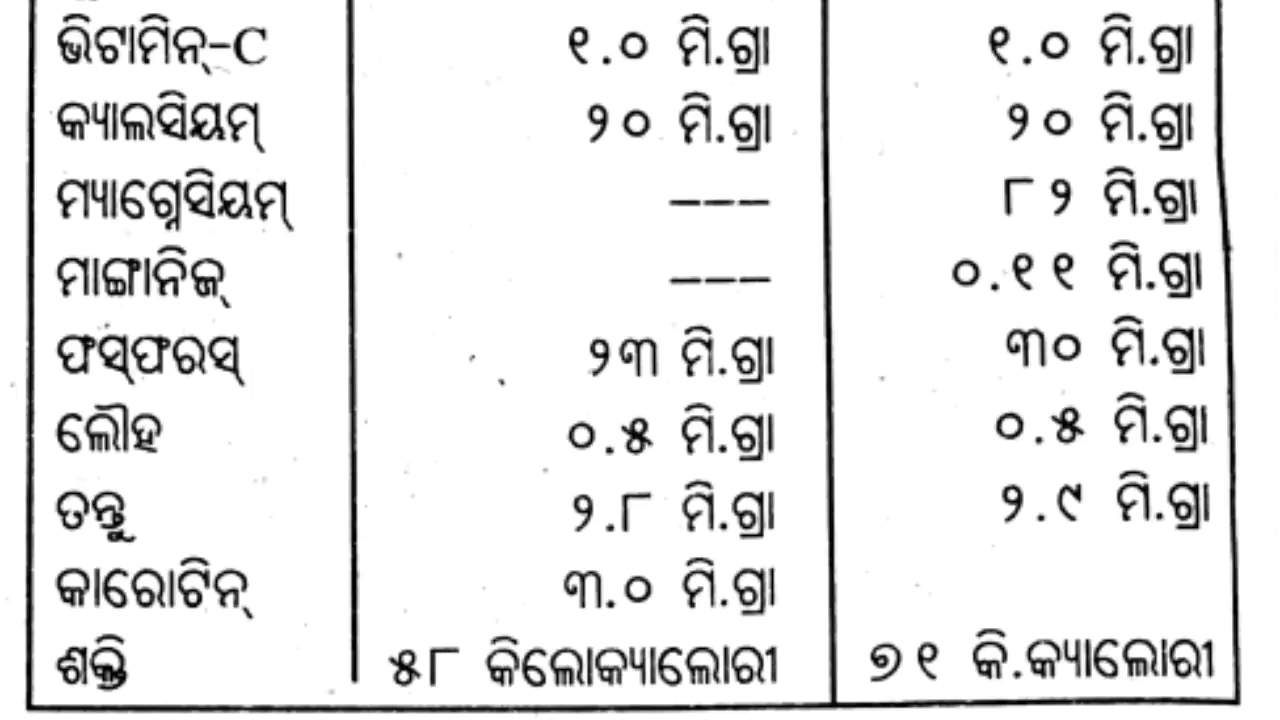 ଭିଟାମିନ୍-C ୧.୦ ମି.ଗ୍ରା ୧.୦ ମି.ଗ୍ରା
କ୍ୟାଲସିୟମ୍ ୨୦ ମି.ଗ୍ରା ୨୦ ମି.ଗ୍ରା
ମ୍ୟାଗ୍ନେସିୟମ୍ --- ୮୨ ମି.ଗ୍ରା
ମାଙ୍ଗାନିଜ୍ --- ୦.୧୧ ମି.ଗ୍ରା
ଫସ୍‌ଫରସ୍ ୨୩ ମି.ଗ୍ରା ୩୦ ମି.ଗ୍ରା
ଲୌହ ୦.୫ ମି.ଗ୍ରା ୦.୫ ମି.ଗ୍ରା
ତନ୍ତୁ ୨.୮ ମି.ଗ୍ରା ୨.୯ ମି.ଗ୍ରା
କାରୋଟିନ୍ ୩.୦ ମି.ଗ୍ରା
ଶକ୍ତି ୫୮ କିଲୋକ୍ୟାଲୋରୀ ୭୧ କି.କ୍ୟାଲୋରୀ